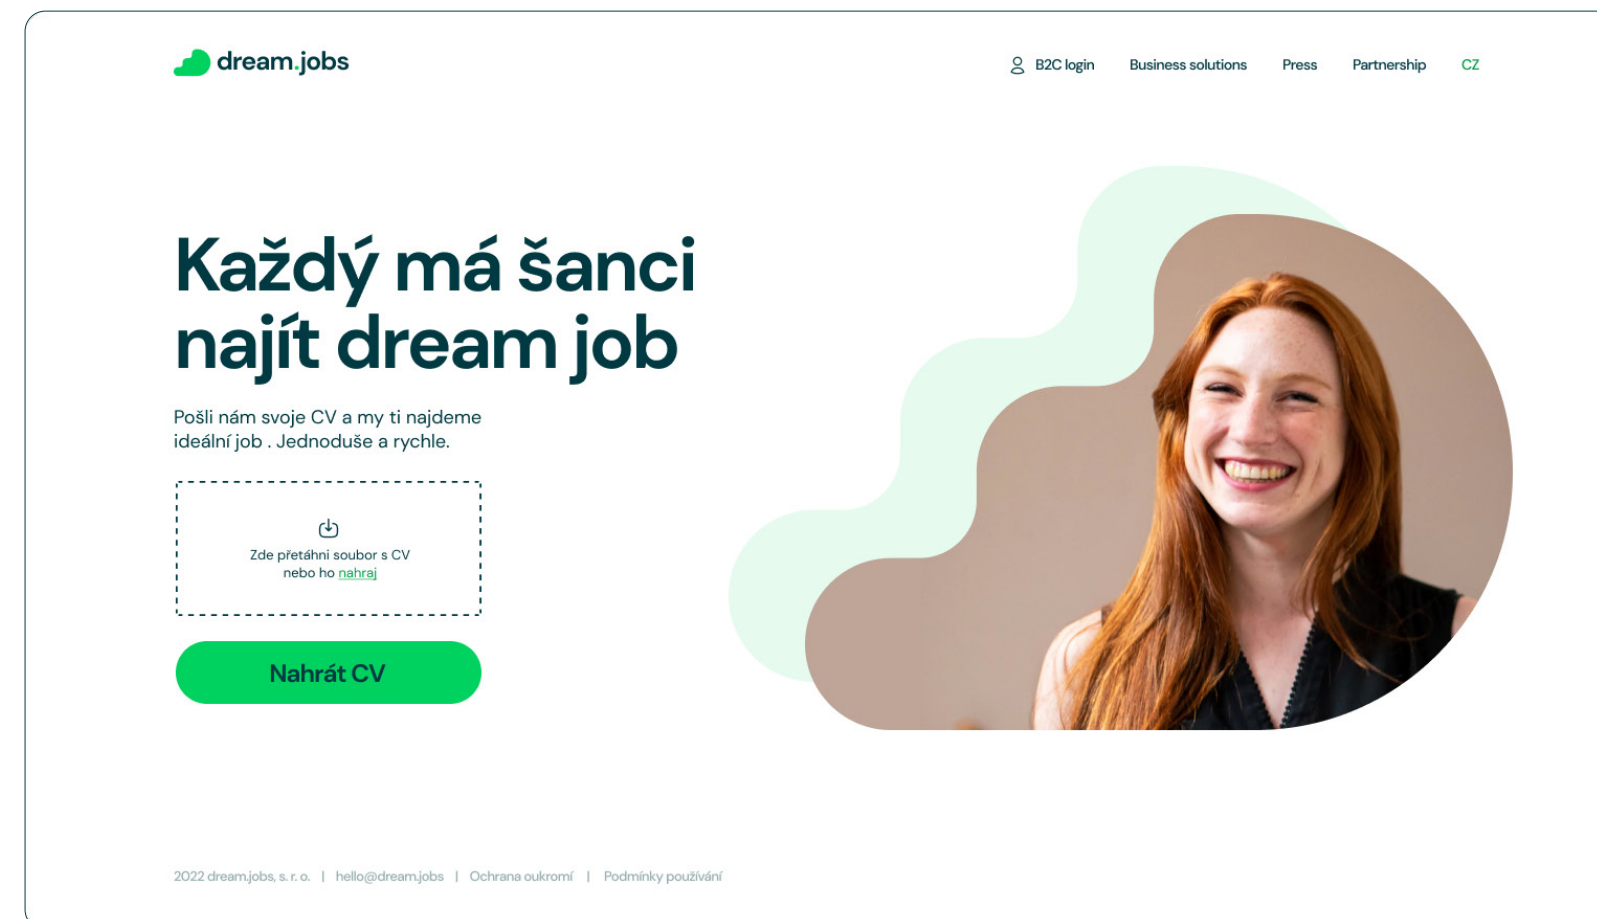 dream.jobs
B2C login
Business solutions
Press
Partnership
CZ
Každý má šanci
najít dream job
Pošli nám svoje CV a my ti najdeme
ideální job . Jednoduše a rychle.
Zde přetáhni soubor s CV
nebo ho nahraj
Nahrát CV
2022 dream.jobs, s. r. o. | hello@dream.jobs | Ochrana oukromí | Podmínky používání